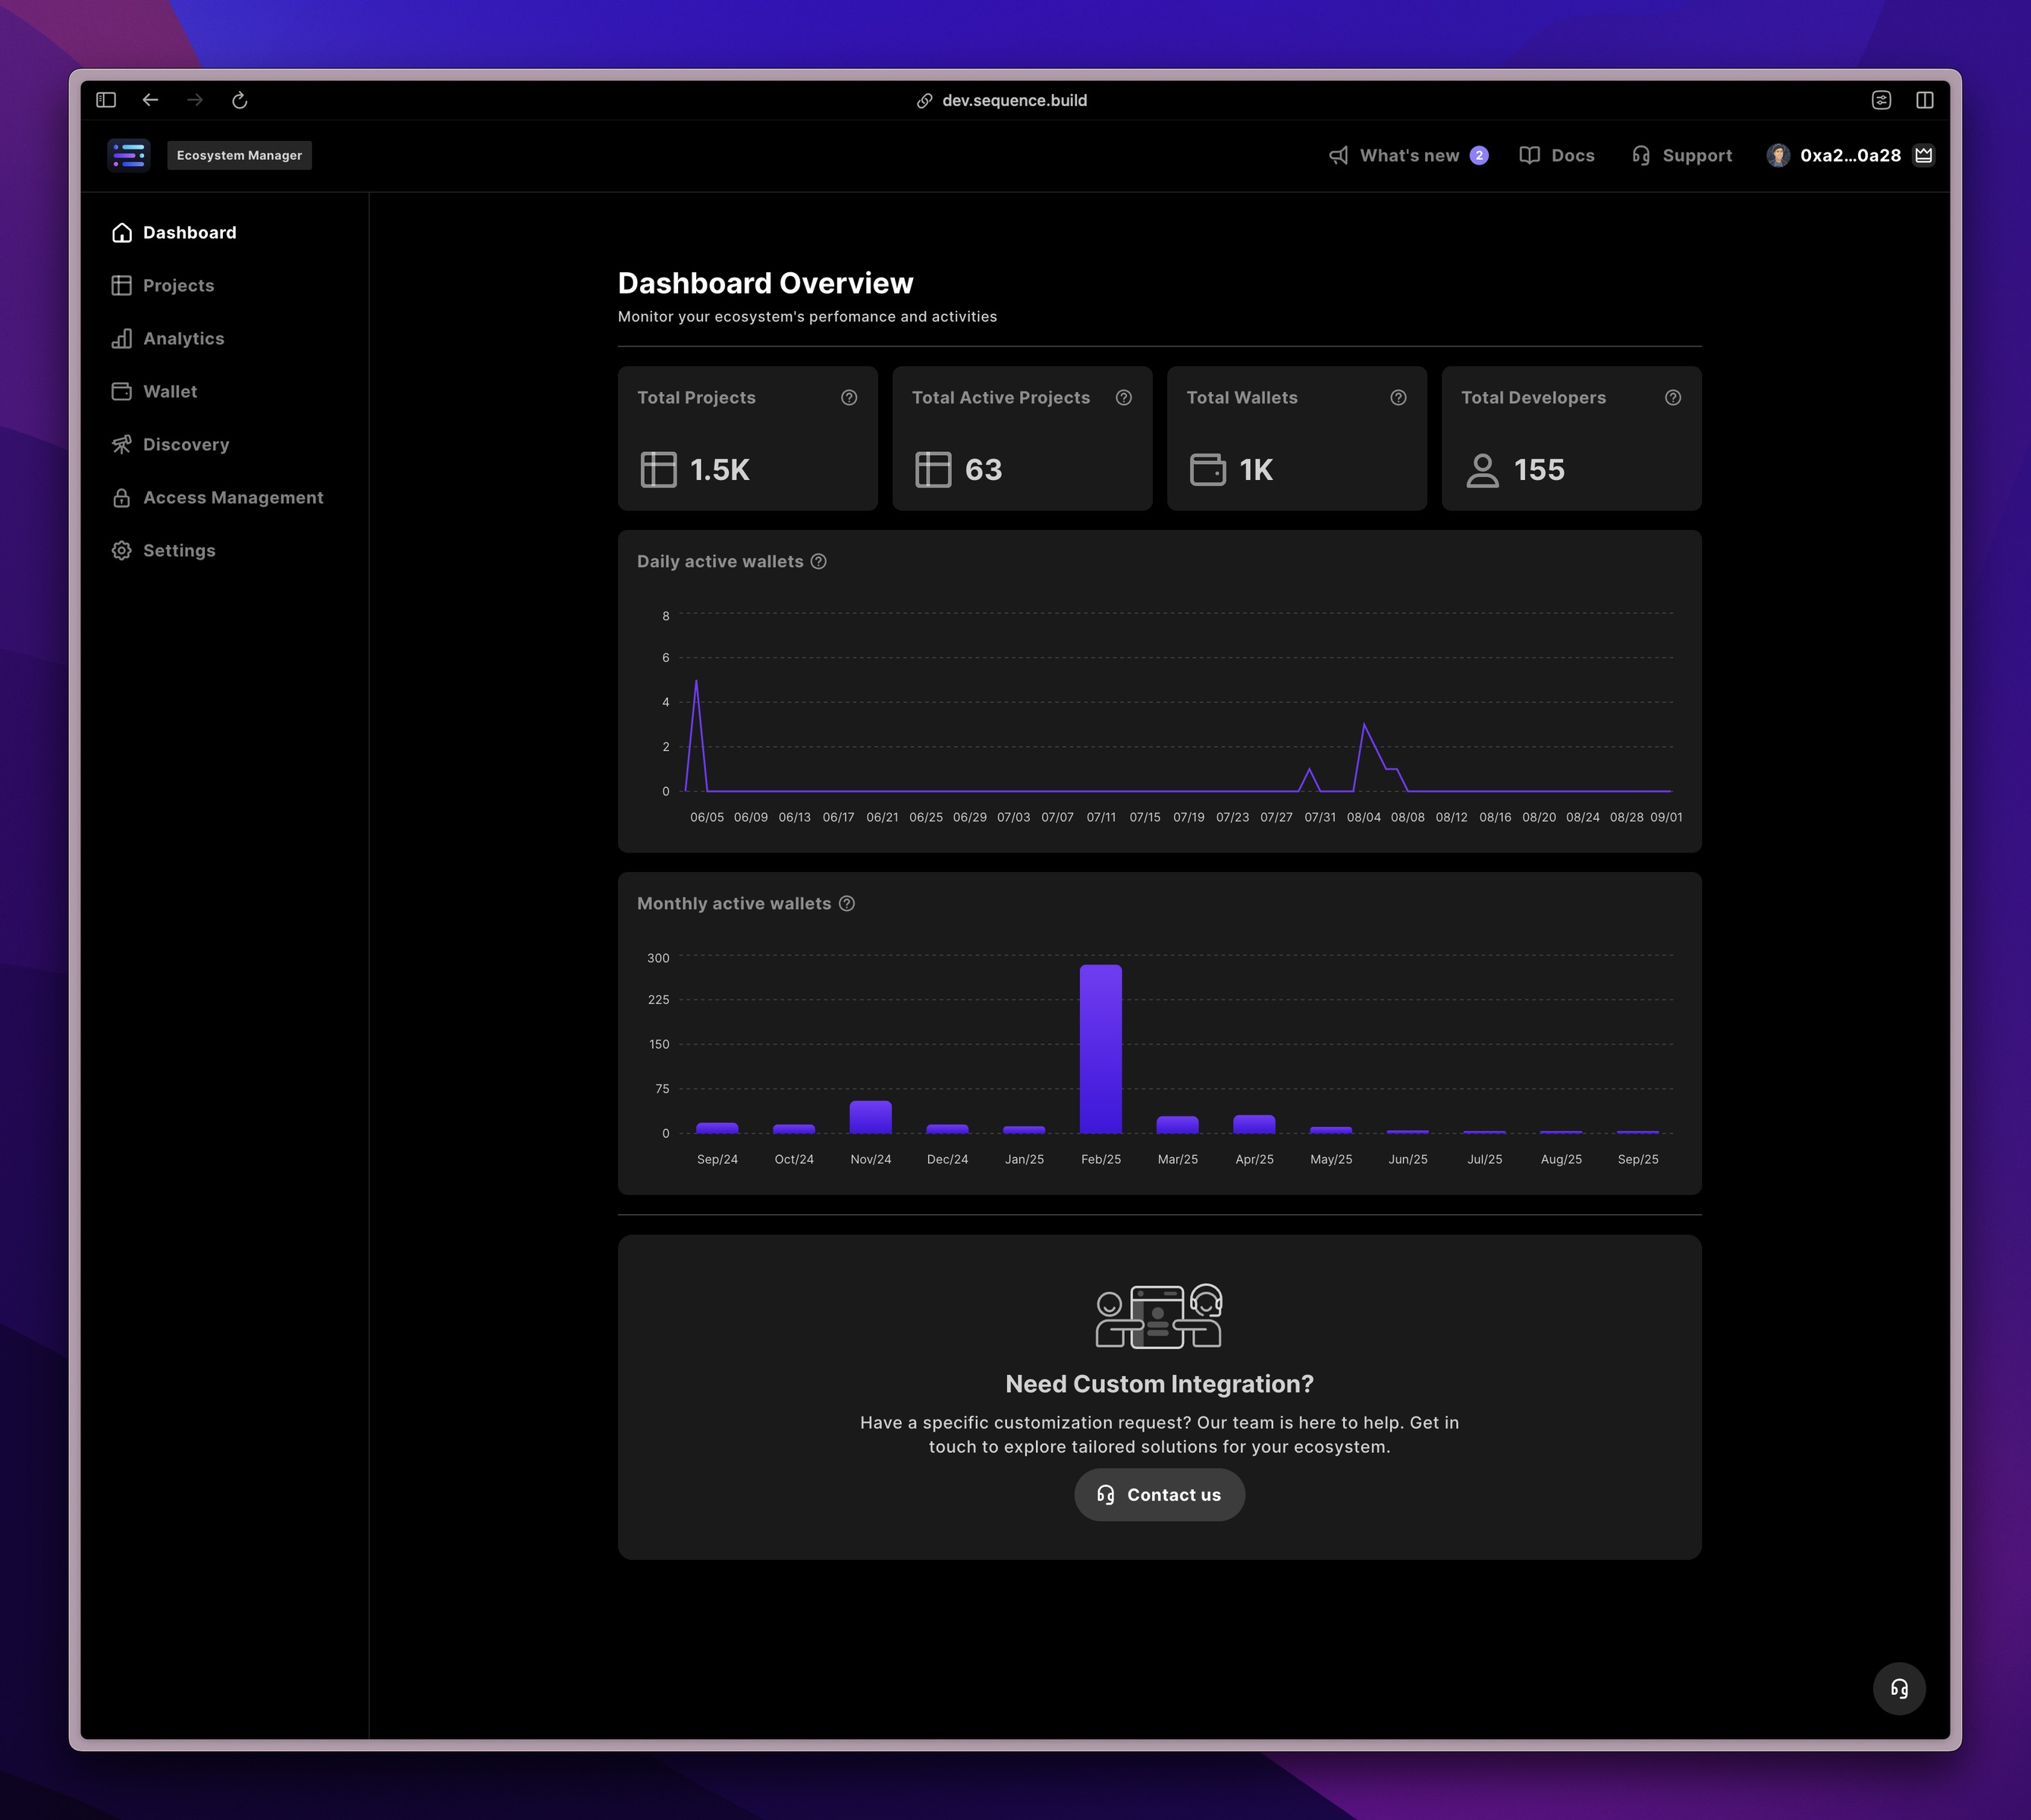 dev.sequence.build
Ecosystem Manager
What's new 2 Docs Support 0xa2...0a28
Dashboard
Projects
Analytics
Wallet
Discovery
Access Management
Settings
Dashboard Overview
Monitor your ecosystem's perfomance and activities
Total Projects
1.5K
Total Active Projects
63
Total Wallets
1K
Total Developers
155
Daily active wallets
8
6
4
2
0
06/05 06/09 06/13 06/17 06/21 06/25 06/29 07/03 07/07 07/11 07/15 07/19 07/23 07/27 07/31 08/04 08/08 08/12 08/16 08/20 08/24 08/28 09/01
Monthly active wallets
300
225
150
75
0
Sep/24 Oct/24 Nov/24 Dec/24 Jan/25 Feb/25 Mar/25 Apr/25 May/25 Jun/25 Jul/25 Aug/25 Sep/25
Need Custom Integration?
Have a specific customization request? Our team is here to help. Get in
touch to explore tailored solutions for your ecosystem.
Contact us